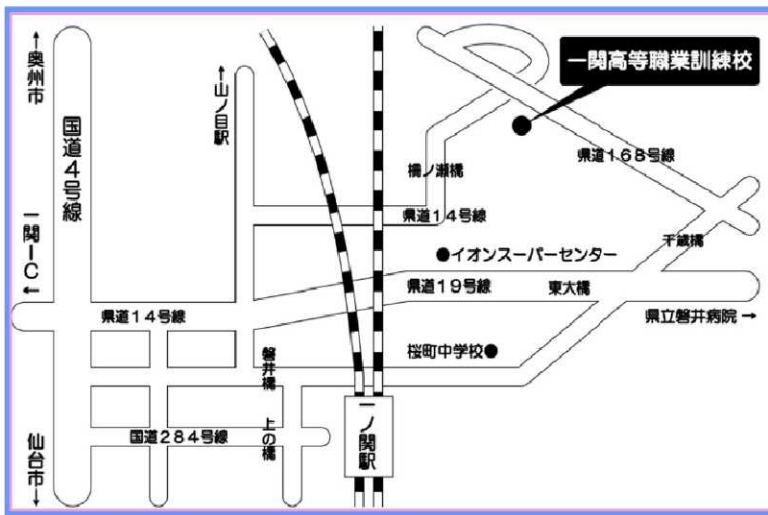 ↑奥州市
国道4号線
一関IC←
仙台市↓
↑山ノ目駅
一関高等職業訓練校
県道168号線
柵ノ瀬橋
県道14号線
千歳橋
●イオンスーパーセンター
県道19号線
東大橋
県道14号線
県立磐井病院→
磐井橋
桜町中学校●
上の橋
国道284号線
一ノ関駅